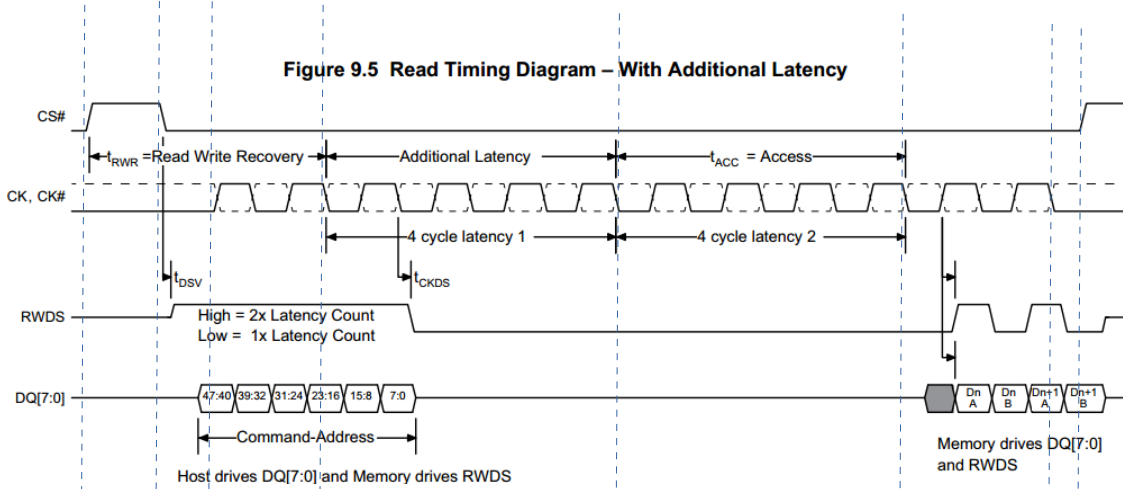 Figure 9.5 Read Timing Diagram – With Additional Latency
CS#
tRWR =Read Write Recovery
Additional Latency
tACC = Access
CK, CK#
4 cycle latency 1
4 cycle latency 2
tDSV
tCKDS
RWDS
High = 2x Latency Count
Low = 1x Latency Count
DQ[7:0]
47:40
39:32
31:24
23:16
15:8
7:0
Dn
A
Dn
B
Dn+1
A
Dn+1
B
Command-Address
Memory drives DQ[7:0]
and RWDS
Host drives DQ[7:0] and Memory drives RWDS